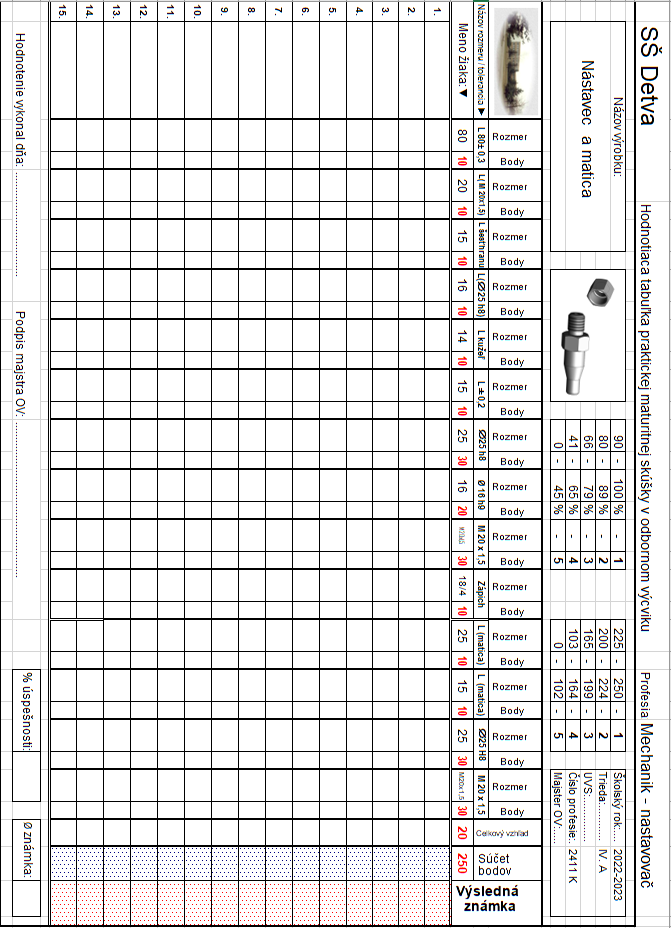 SŠ Detva
Hodnotiaca tabuľka praktickej maturitnej skúšky v odbornom výcviku
Profesia Mechanik - nastavovač
Názov výrobku:
Nástavec a matica
90 - 100 % - 1
80 - 89 % - 2
66 - 79 % - 3
41 - 65 % - 4
0 - 45 % - 5
225 - 250 - 1
200 - 224 - 2
165 - 199 - 3
103 - 164 - 4
0 - 102 - 5
Školský rok:..... 2022-2023
Trieda:......... IV. A
UVS:.........
Číslo profesie: 2411 K
Majster OV:.....
Rozmer Body Rozmer Body Rozmer Body Rozmer Body Rozmer Body Rozmer Body Rozmer Body Rozmer Body Rozmer Body Rozmer Body Rozmer Body Rozmer Body Rozmer Body Rozmer Body
Názov rozmeru / tolerancia ► L 80± 0,3 L( M 20x1,5) L šesťhranu L(Ø25 h8) L kužeľ L ± 0,2 Ø25 h8 Ø 16 h9 M 20 x 1,5 Zápich L (matica) L (matica) Ø25 H8 M 20 x 1,5 Celkový vzhľad Súčet bodov Výsledná známka
Meno žiaka:▼ 80 10 20 10 15 10 16 10 14 10 15 10 25 30 16 20 30 18/4 10 25 10 15 10 25 30 M20x1,5 30 20 250
1.
2.
3.
4.
5.
6.
7.
8.
9.
10.
11.
12.
13.
14.
15.
Hodnotenie vykonal dňa: ..............................
Podpis majstra OV: ..............................
% úspešnosti:
Ø známka: